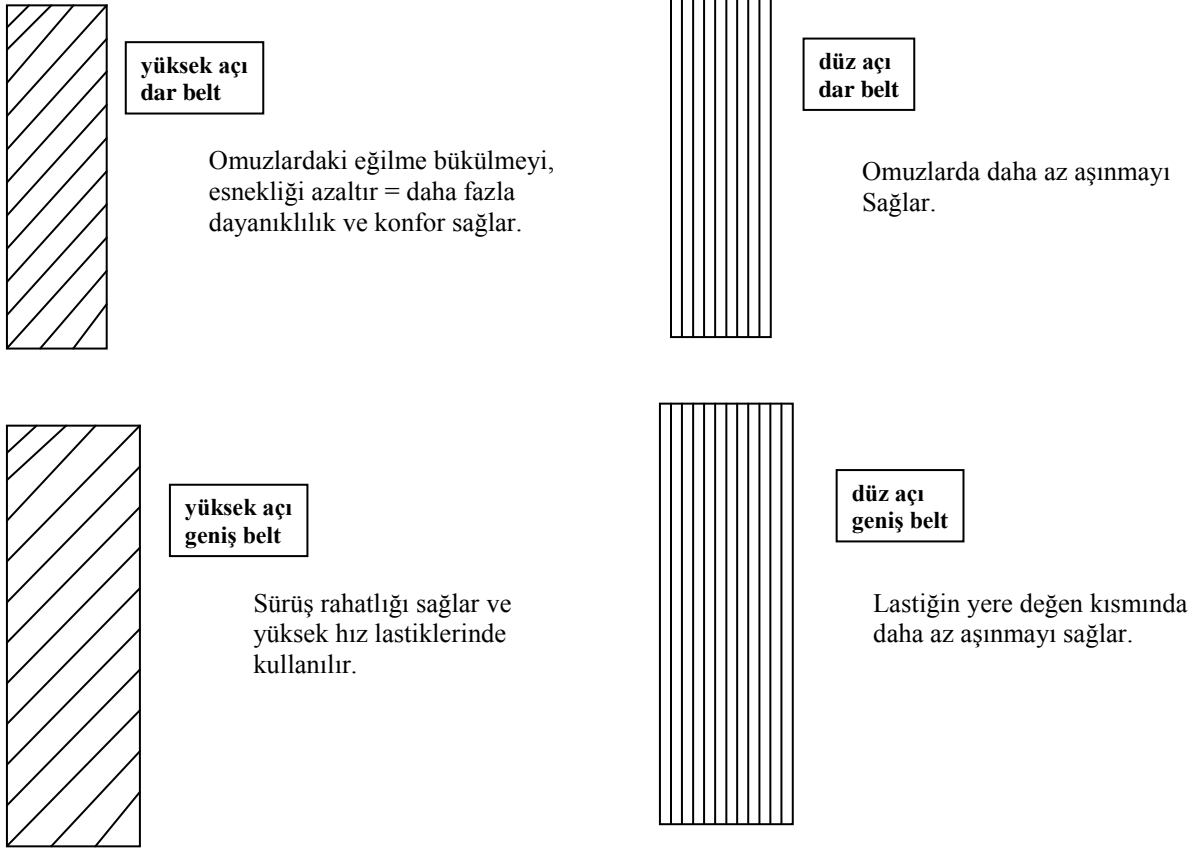 yüksek açı
dar belt
Omuzlardaki eğilme bükülmeyi,
esnekliği azaltır = daha fazla
dayanıklılık ve konfor sağlar.
düz açı
dar belt
Omuzlarda daha az aşınmayı
Sağlar.
yüksek açı
geniş belt
Sürüş rahatlığı sağlar ve
yüksek hız lastiklerinde
kullanılır.
düz açı
geniş belt
Lastiğin yere değen kısmında
daha az aşınmayı sağlar.